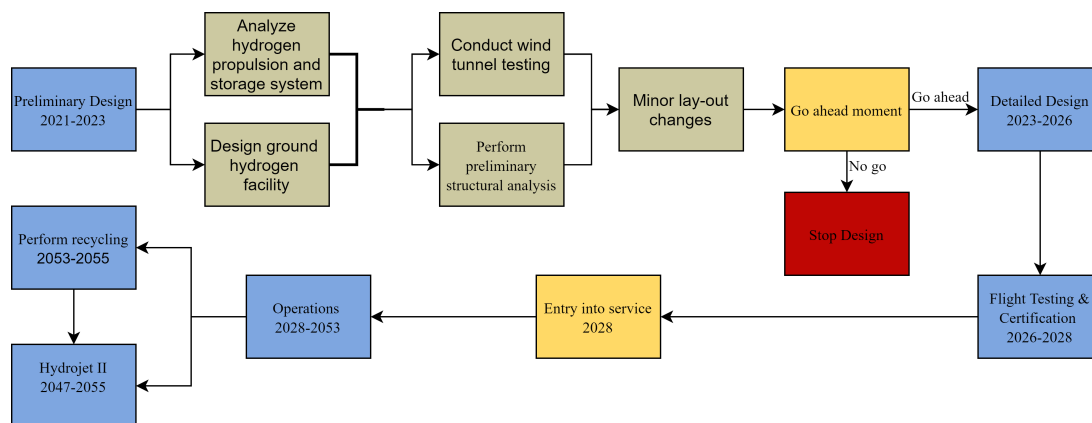 Preliminary Design
2021-2023
Analyze
hydrogen
propulsion and
storage system
Design ground
hydrogen
facility
Conduct wind
tunnel testing
Perform
preliminary
structural analysis
Minor lay-out
changes
Go ahead moment
Go ahead
No go
Stop Design
Detailed Design
2023-2026
Flight Testing &
Certification
2026-2028
Entry into service
2028
Operations
2028-2053
Perform recycling
2053-2055
Hydrojet II
2047-2055